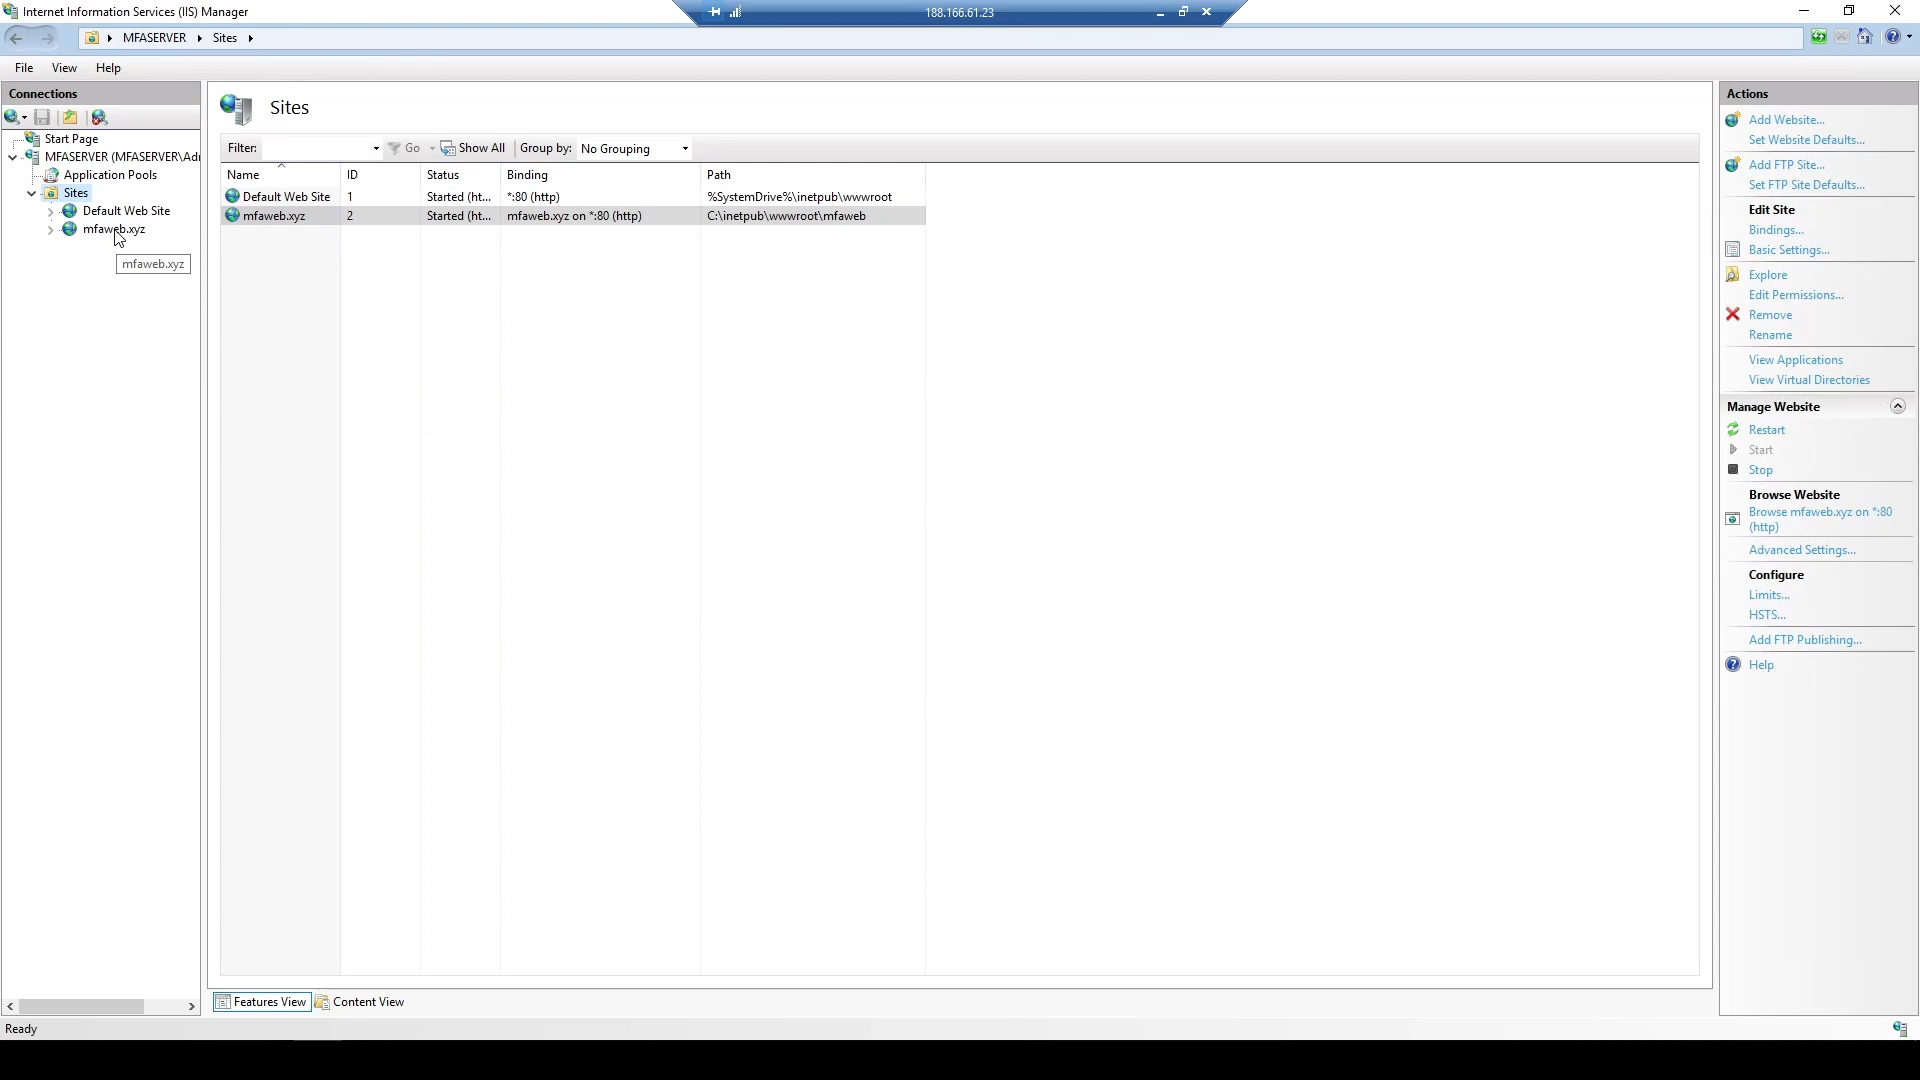 Internet Information Services (IIS) Manager
188.166.61.23
MFASERVER Sites
File View Help
Connections
Start Page
MFASERVER (MFASERVER\Adı
Application Pools
Sites
Default Web Site
mfaweb.xyz
mfaweb.xyz
Sites
Filter: Go Show All Group by: No Grouping
Name ID Status Binding Path
Default Web Site 1 Started (ht... *:80 (http) %SystemDrive%\inetpub\wwwroot
mfaweb.xyz 2 Started (ht... mfaweb.xyz on *:80 (http) C:\inetpub\wwwroot\mfaweb
Features View Content View
Actions
Add Website...
Set Website Defaults...
Add FTP Site...
Set FTP Site Defaults...
Edit Site
Bindings...
Basic Settings...
Explore
Edit Permissions...
Remove
Rename
View Applications
View Virtual Directories
Manage Website
Restart
Start
Stop
Browse Website
Browse mfaweb.xyz on *:80
(http)
Advanced Settings...
Configure
Limits...
HSTS...
Add FTP Publishing...
Help
Ready